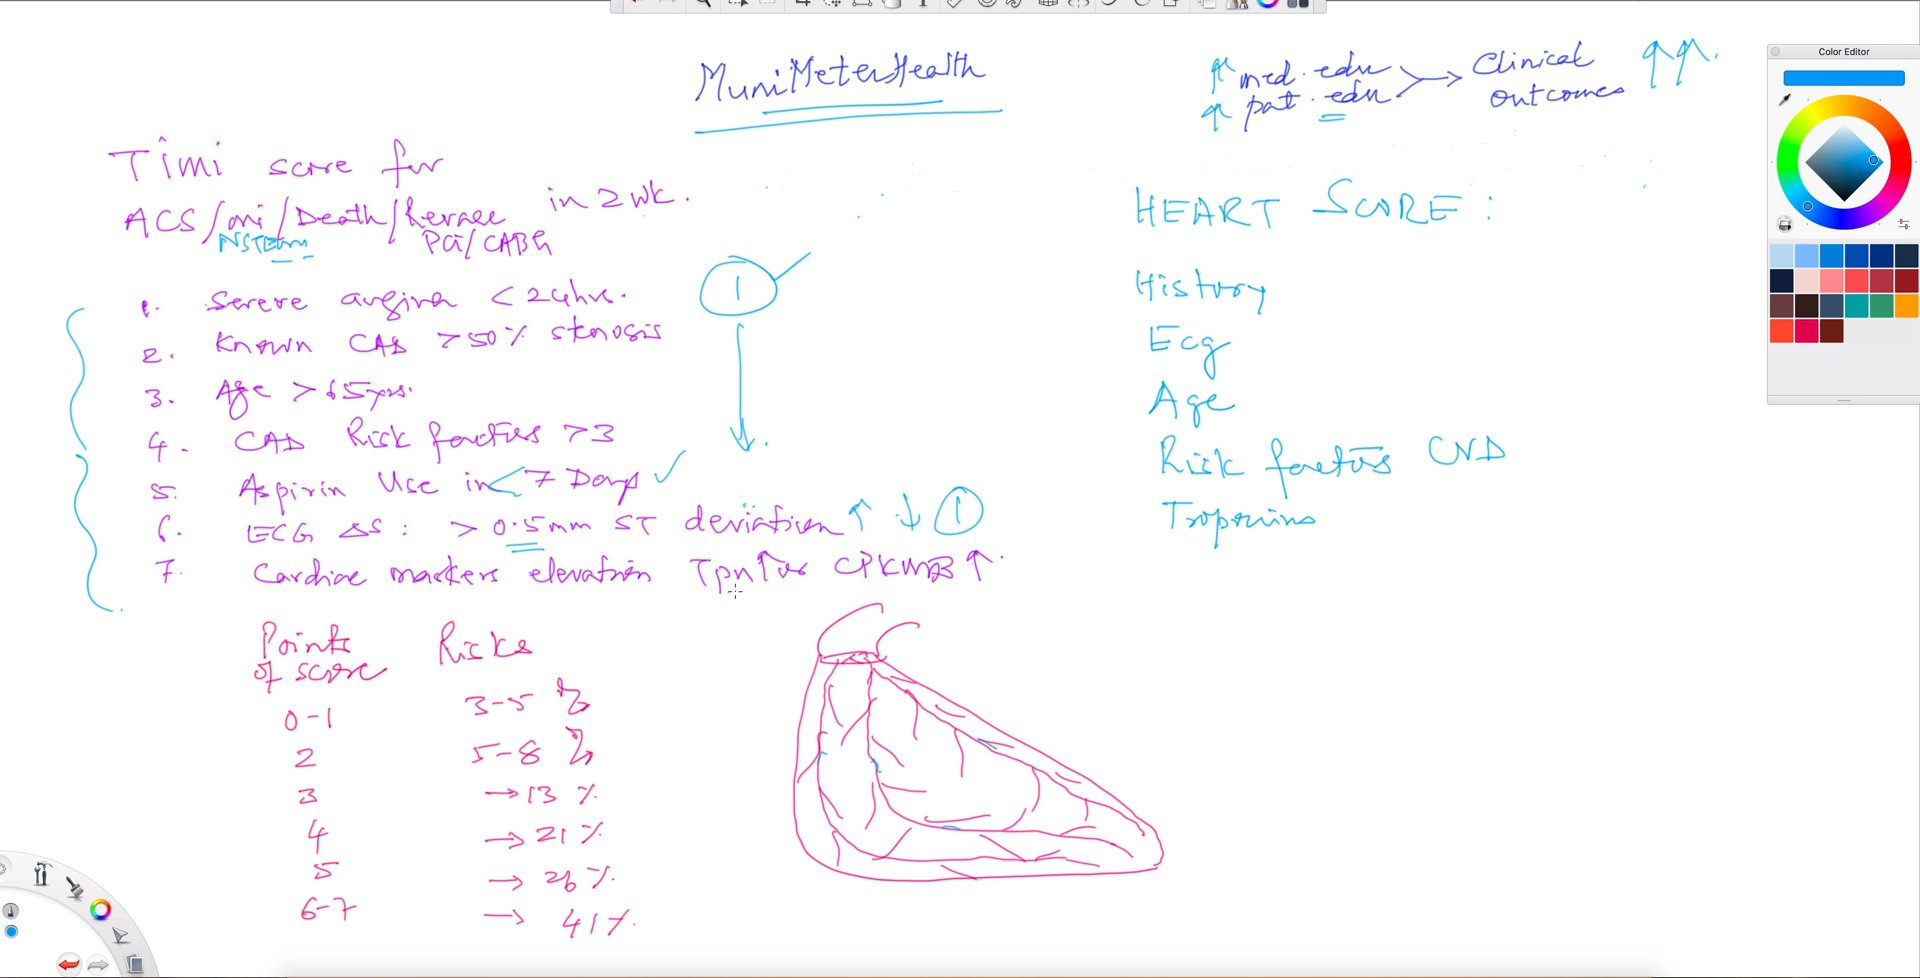 MuniMeterHealth
↑ med. edu
↑ pat. edu
Clinical outcomes ↑↑.
Timi score for
ACS/mi/Death/Revasc in 2 wk.
NSTEmi PCi/CABG
1. Severe angina < 24hrs.
2. Known CAD >50% stenosis
3. Age > 65yrs.
4. CAD Risk factors >3
5. Aspirin Use in < 7 Days ✓
6. ECG Δs: > 0.5mm ST deviation ↑ ↓ 1
7. Cardiac markers elevation Tpn↑ or CPKMB ↑.
1
Points of score Risks
0-1 3-5 %
2 5-8 %
3 → 13 %
4 → 21 %
5 → 26 %.
6-7 → 41%.
HEART SCORE:
History
Ecg
Age
Risk factors CVD
Troponins
Color Editor